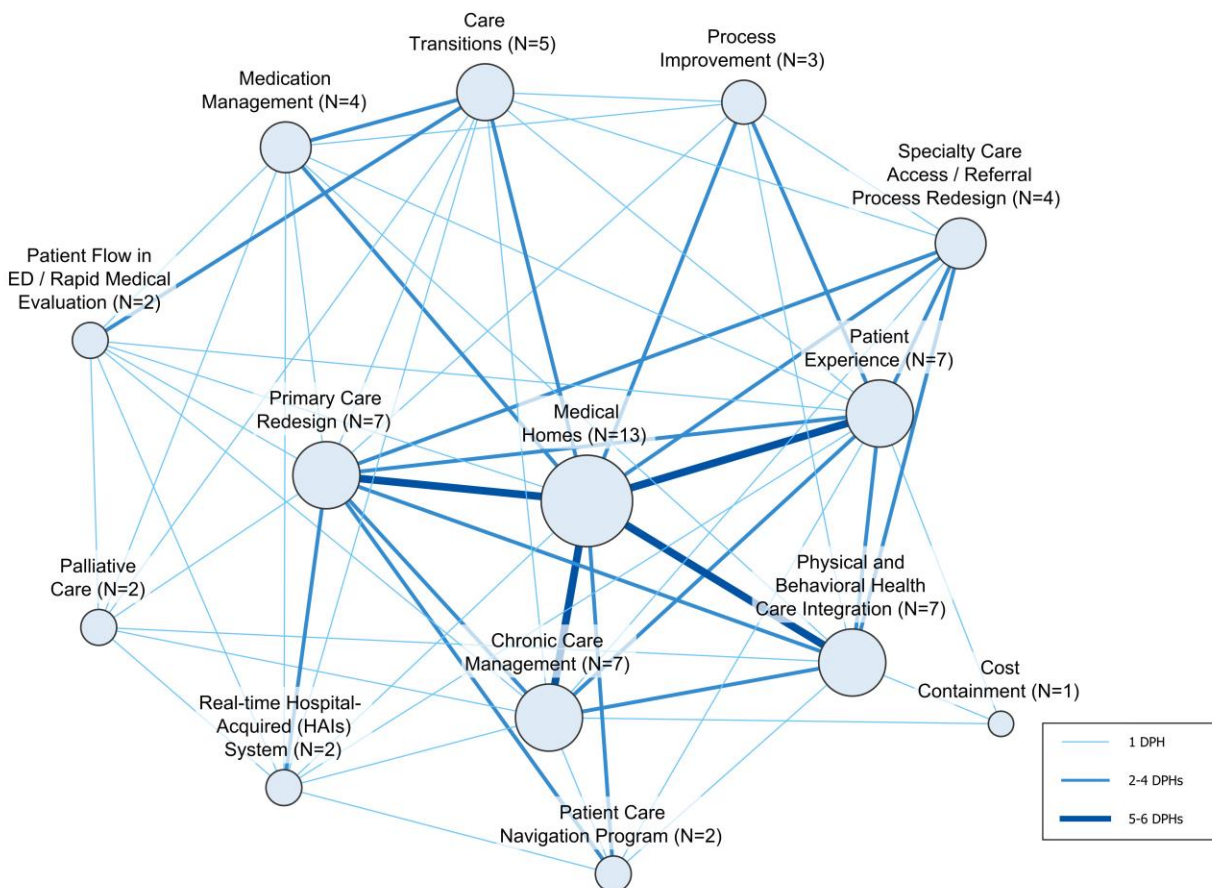 Care
Transitions (N=5)
Process
Improvement (N=3)
Medication
Management (N=4)
Specialty Care
Access / Referral
Process Redesign (N=4)
Patient Flow in
ED / Rapid Medical
Evaluation (N=2)
Patient
Experience (N=7)
Primary Care
Redesign (N=7)
Medical
Homes (N=13)
Palliative
Care (N=2)
Physical and
Behavioral Health
Care Integration (N=7)
Chronic Care
Management (N=7)
Cost
Containment (N=1)
Real-time Hospital-
Acquired (HAIs)
System (N=2)
Patient Care
Navigation Program (N=2)
1 DPH
2-4 DPHs
5-6 DPHs